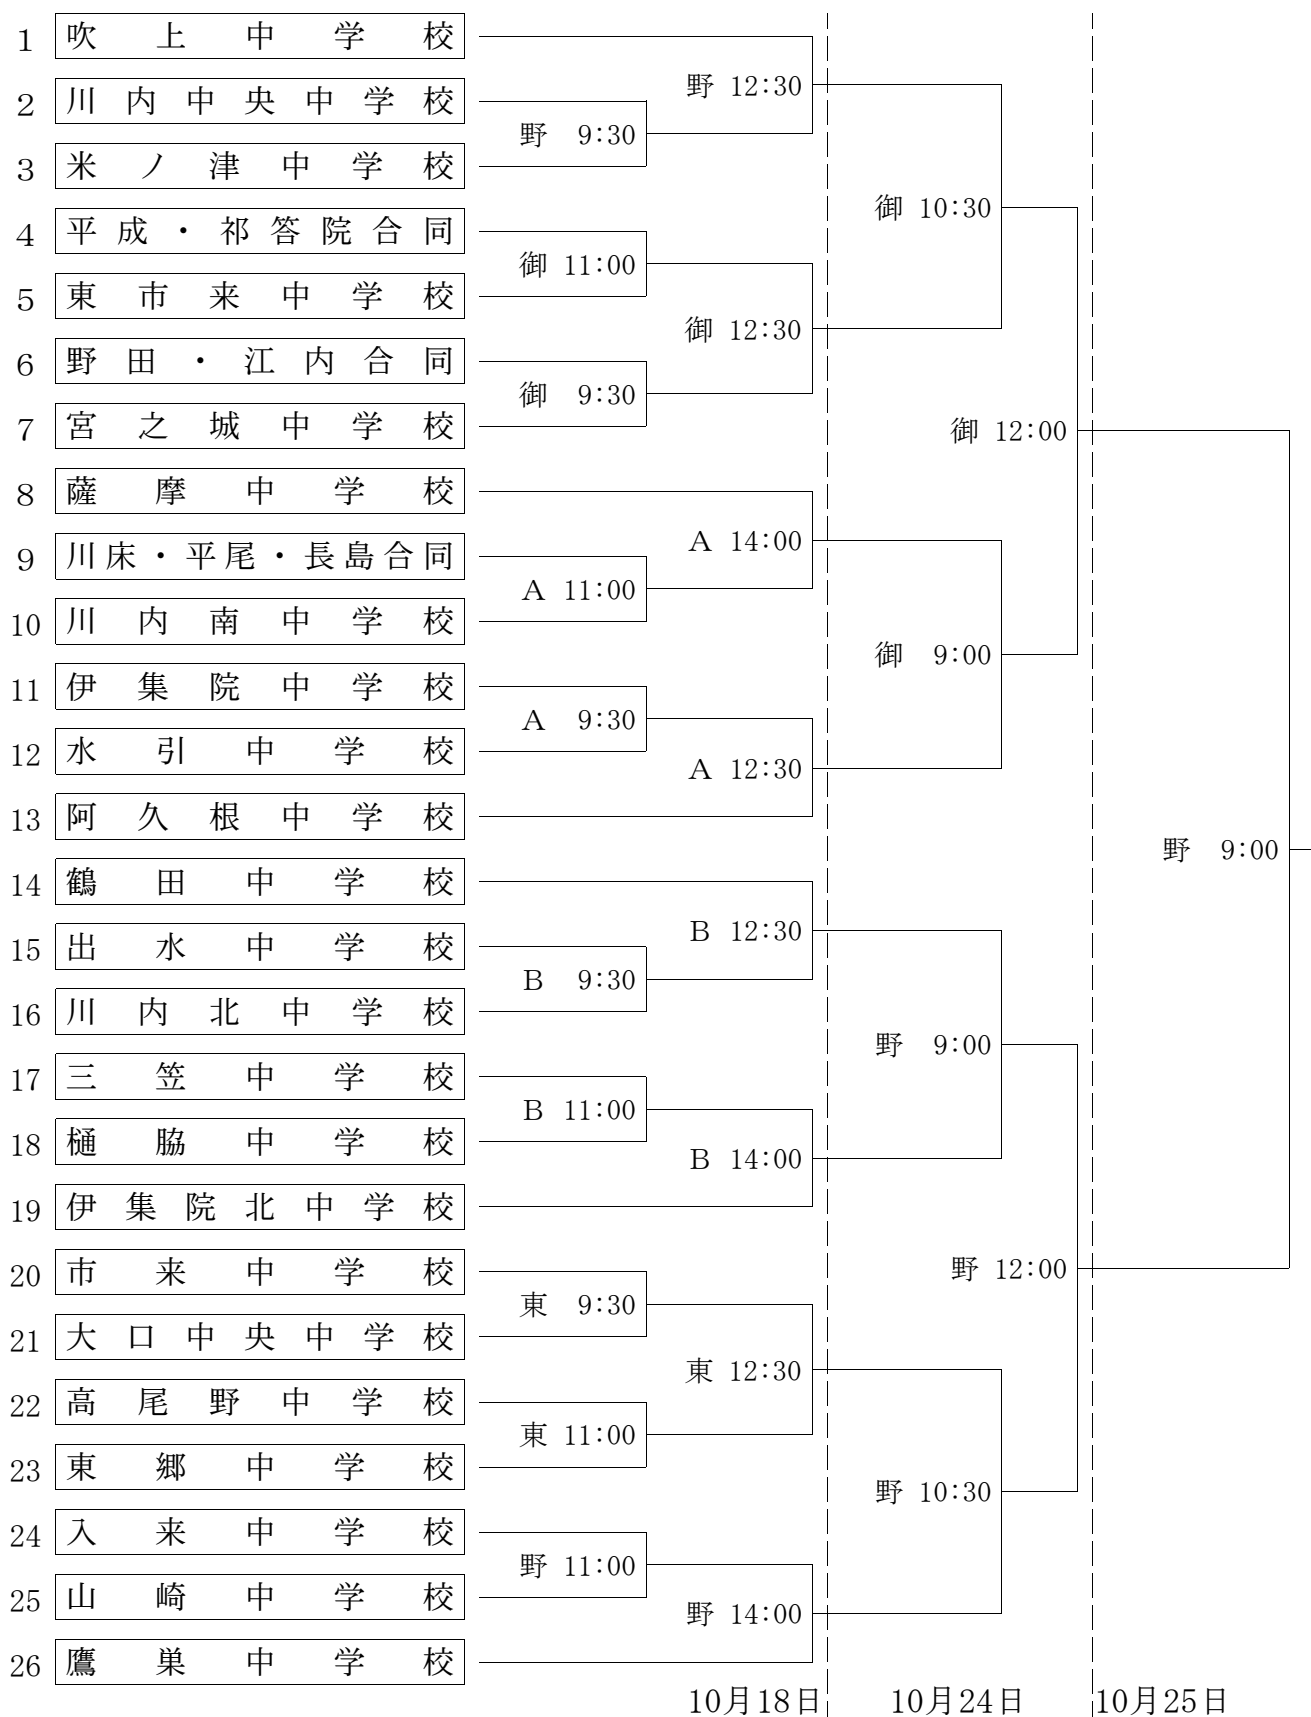 1 吹上中学校
野 12:30
2 川内中央中学校
野 9:30
3 米ノ津中学校
御 10:30
4 平成・祁答院合同
御 11:00
5 東市来中学校
御 12:30
6 野田・江内合同
御 9:30
7 宮之城中学校
御 12:00
8 薩摩中学校
A 14:00
9 川床・平尾・長島合同
A 11:00
10 川内南中学校
御 9:00
11 伊集院中学校
A 9:30
12 水引中学校
A 12:30
13 阿久根中学校
野 9:00
14 鶴田中学校
B 12:30
15 出水中学校
B 9:30
16 川内北中学校
野 9:00
17 三笠中学校
B 11:00
18 樋脇中学校
B 14:00
19 伊集院北中学校
野 12:00
20 市来中学校
東 9:30
21 大口中央中学校
東 12:30
22 高尾野中学校
東 11:00
23 東郷中学校
野 10:30
24 入来中学校
野 11:00
25 山崎中学校
野 14:00
26 鷹巣中学校
10月18日 10月24日 10月25日